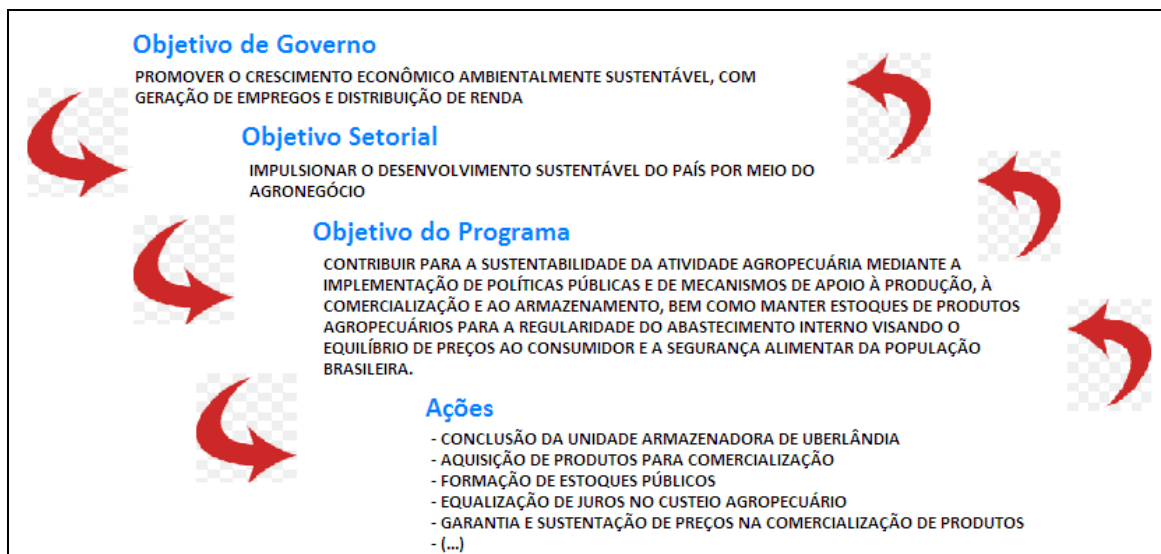 Objetivo de Governo
PROMOVER O CRESCIMENTO ECONÔMICO AMBIENTALMENTE SUSTENTÁVEL, COM
GERAÇÃO DE EMPREGOS E DISTRIBUIÇÃO DE RENDA
Objetivo Setorial
IMPULSIONAR O DESENVOLVIMENTO SUSTENTÁVEL DO PAÍS POR MEIO DO
AGRONEGÓCIO
Objetivo do Programa
CONTRIBUIR PARA A SUSTENTABILIDADE DA ATIVIDADE AGROPECUÁRIA MEDIANTE A
IMPLEMENTAÇÃO DE POLÍTICAS PÚBLICAS E DE MECANISMOS DE APOIO À PRODUÇÃO, À
COMERCIALIZAÇÃO E AO ARMAZENAMENTO, BEM COMO MANTER ESTOQUES DE PRODUTOS
AGROPECUÁRIOS PARA A REGULARIDADE DO ABASTECIMENTO INTERNO VISANDO O
EQUILÍBRIO DE PREÇOS AO CONSUMIDOR E A SEGURANÇA ALIMENTAR DA POPULAÇÃO
BRASILEIRA.
Ações
- CONCLUSÃO DA UNIDADE ARMAZENADORA DE UBERLÂNDIA
- AQUISIÇÃO DE PRODUTOS PARA COMERCIALIZAÇÃO
- FORMAÇÃO DE ESTOQUES PÚBLICOS
- EQUALIZAÇÃO DE JUROS NO CUSTEIO AGROPECUÁRIO
- GARANTIA E SUSTENTAÇÃO DE PREÇOS NA COMERCIALIZAÇÃO DE PRODUTOS
- (...)